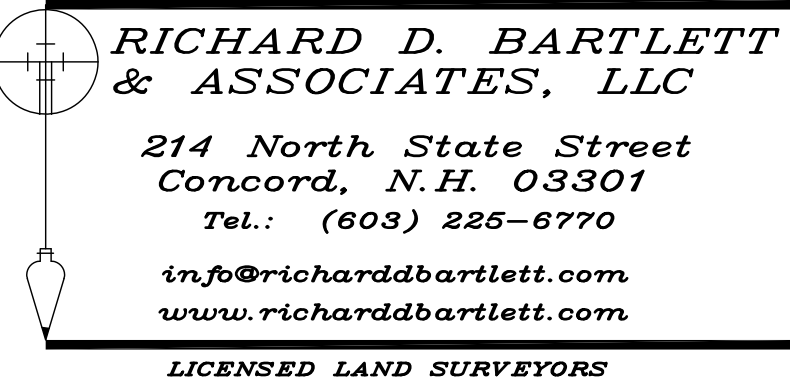 RICHARD D. BARTLETT
& ASSOCIATES, LLC
214 North State Street
Concord, N.H. 03301
Tel.: (603) 225-6770
info@richarddbartlett.com
www.richarddbartlett.com
LICENSED LAND SURVEYORS